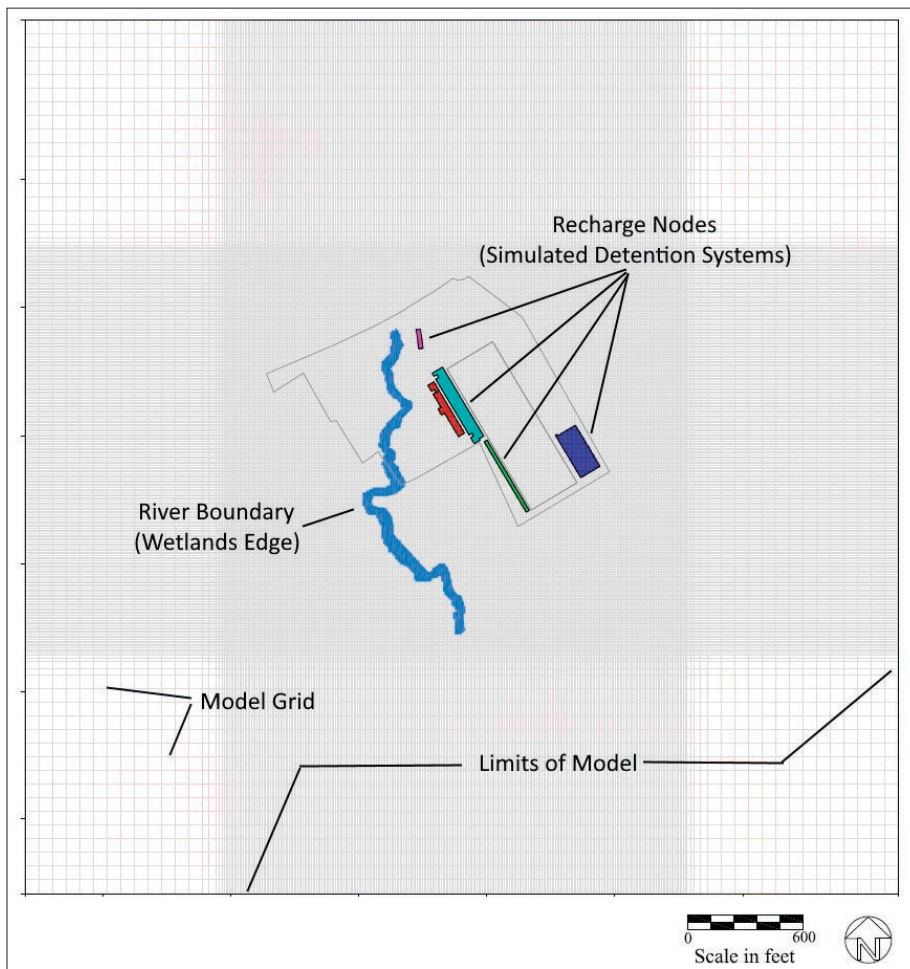 Recharge Nodes
(Simulated Detention Systems)
River Boundary
(Wetlands Edge)
Model Grid
Limits of Model
0 600
Scale in feet
N